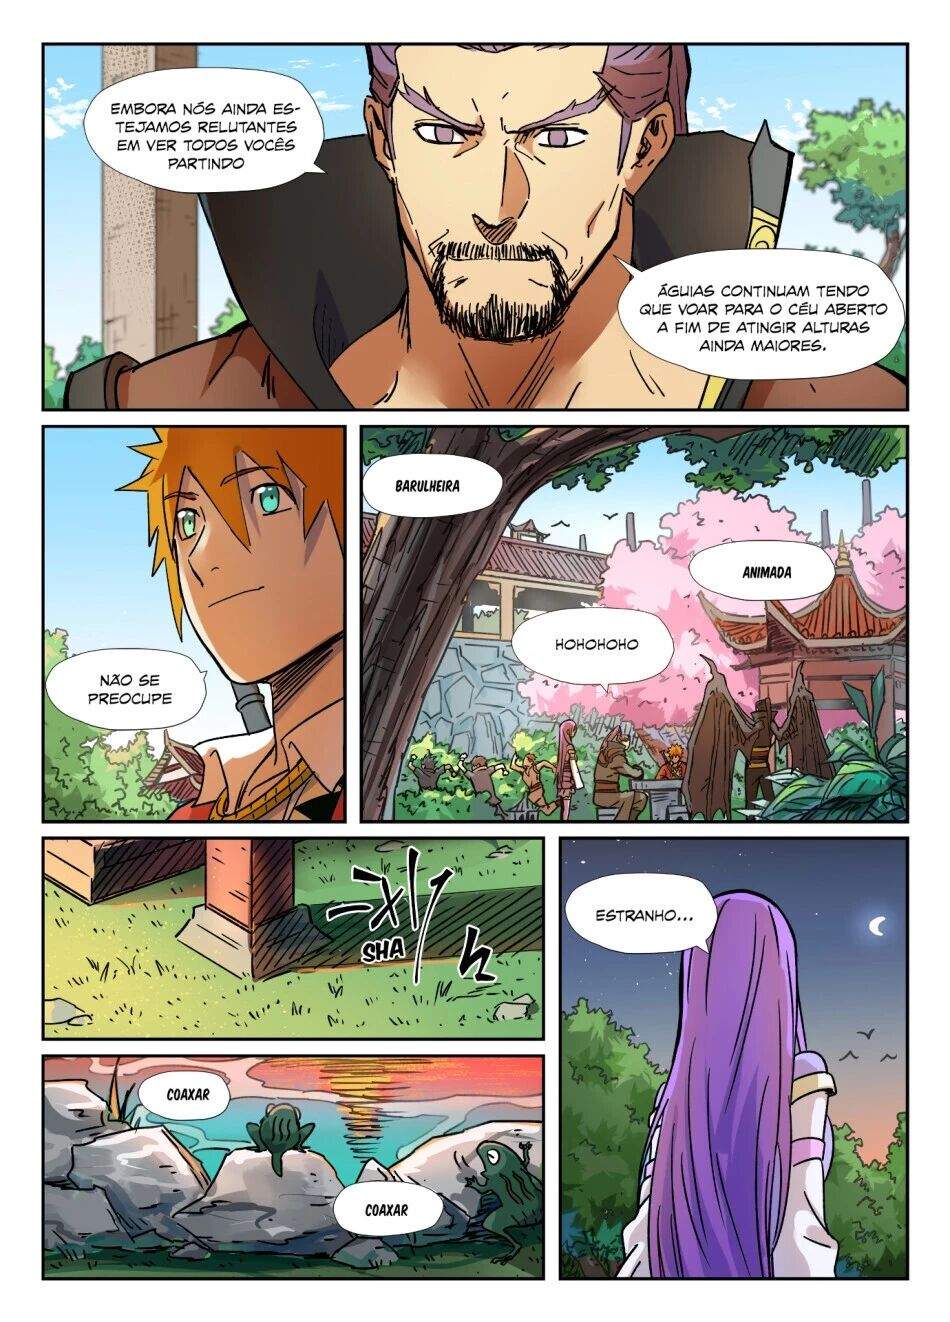 EMBORA NÓS AINDA ES-
TEJAMOS RELUTANTES
EM VER TODOS VOCÊS
PARTINDO
ÁGUIAS CONTINUAM TENDO
QUE VOAR PARA O CÉU ABERTO
A FIM DE ATINGIR ALTURAS
AINDA MAIORES.
NÃO SE
PREOCUPE
BARULHEIRA
ANIMADA
HOHOHOHO
SHA
ESTRANHO...
COAXAR
COAXAR